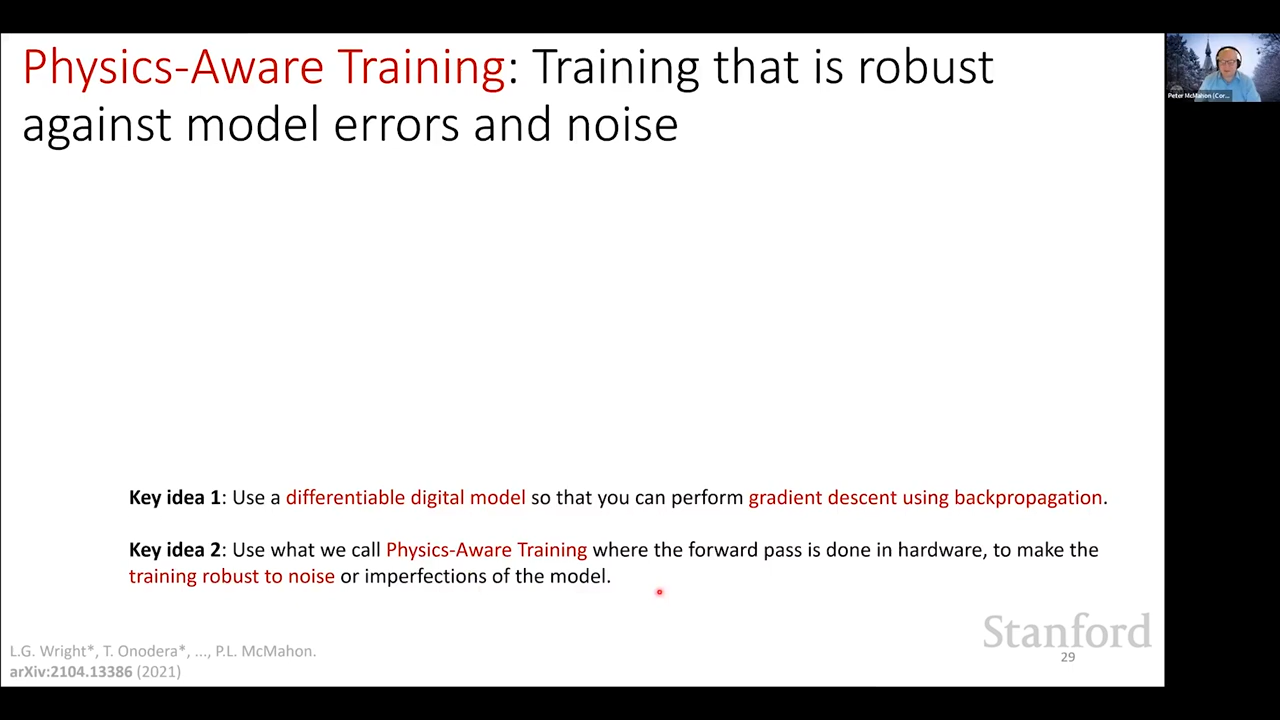 Physics-Aware Training: Training that is robust
against model errors and noise
Peter McMahon (Cor...
Key idea 1: Use a differentiable digital model so that you can perform gradient descent using backpropagation.
Key idea 2: Use what we call Physics-Aware Training where the forward pass is done in hardware, to make the
training robust to noise or imperfections of the model.
Stanford
29
L.G. Wright*, T. Onodera*, ..., P.L. McMahon.
arXiv:2104.13386 (2021)